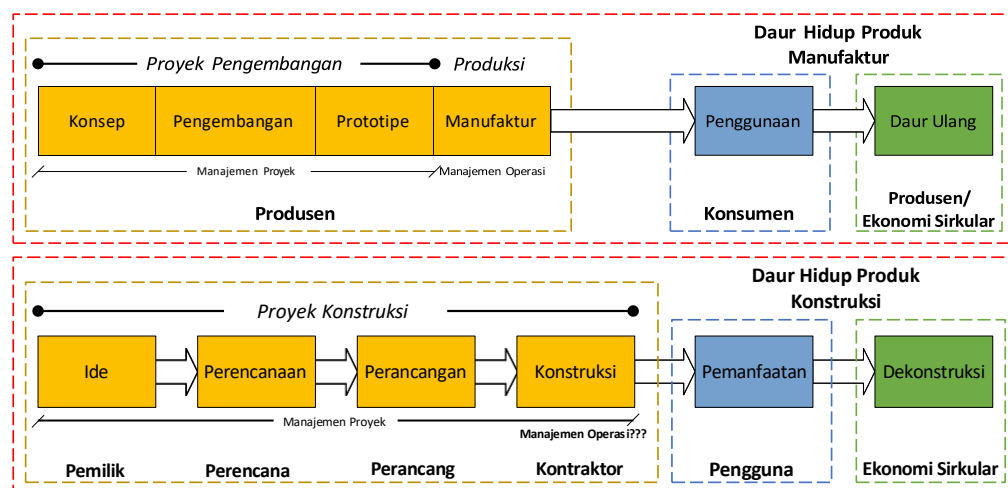 Daur Hidup Produk
Manufaktur
Proyek Pengembangan
Produksi
Konsep
Pengembangan
Prototipe
Manufaktur
Penggunaan
Daur Ulang
Manajemen Proyek
Manajemen Operasi
Produsen
Konsumen
Produsen/
Ekonomi Sirkular
Daur Hidup Produk
Konstruksi
Proyek Konstruksi
Ide
Perencanaan
Perancangan
Konstruksi
Pemanfaatan
Dekonstruksi
Manajemen Proyek
Manajemen Operasi???
Pemilik
Perencana
Perancang
Kontraktor
Pengguna
Ekonomi Sirkular